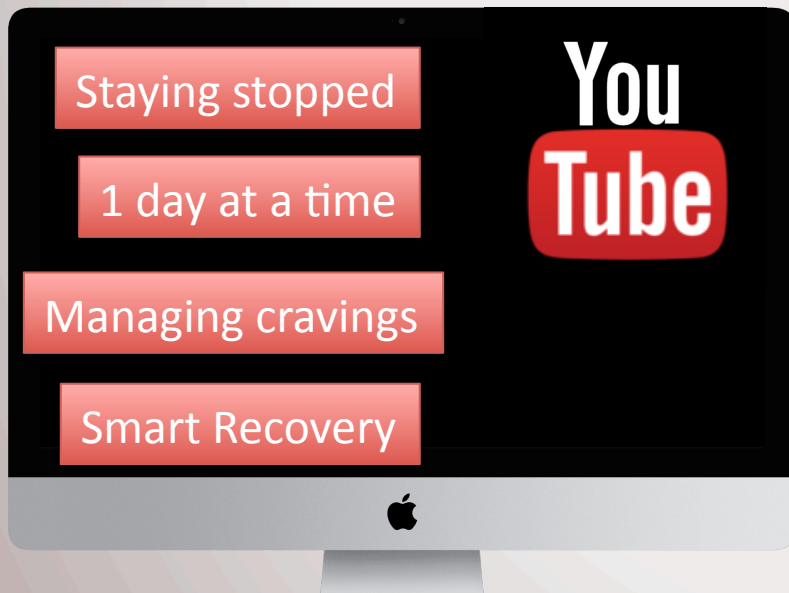 Staying stopped
1 day at a time
Managing cravings
Smart Recovery
You
Tube